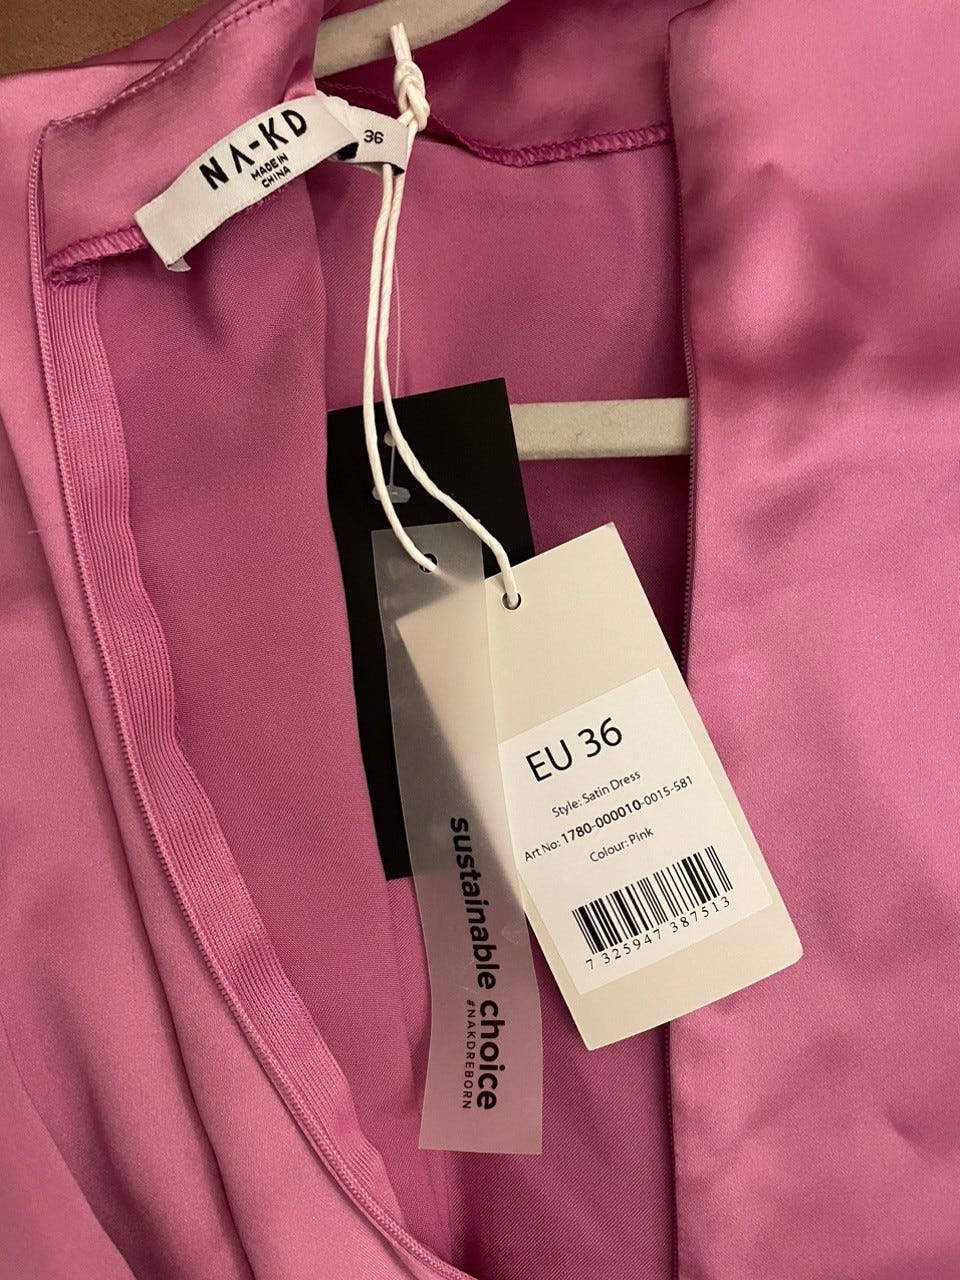 NA-KD
MADE IN
CHINA
36
EU 36
Style: Satin Dress
Art No: 1780-000010-0015-581
Colour: Pink
7 325947 387513
sustainable choice
#NAKDREBORN